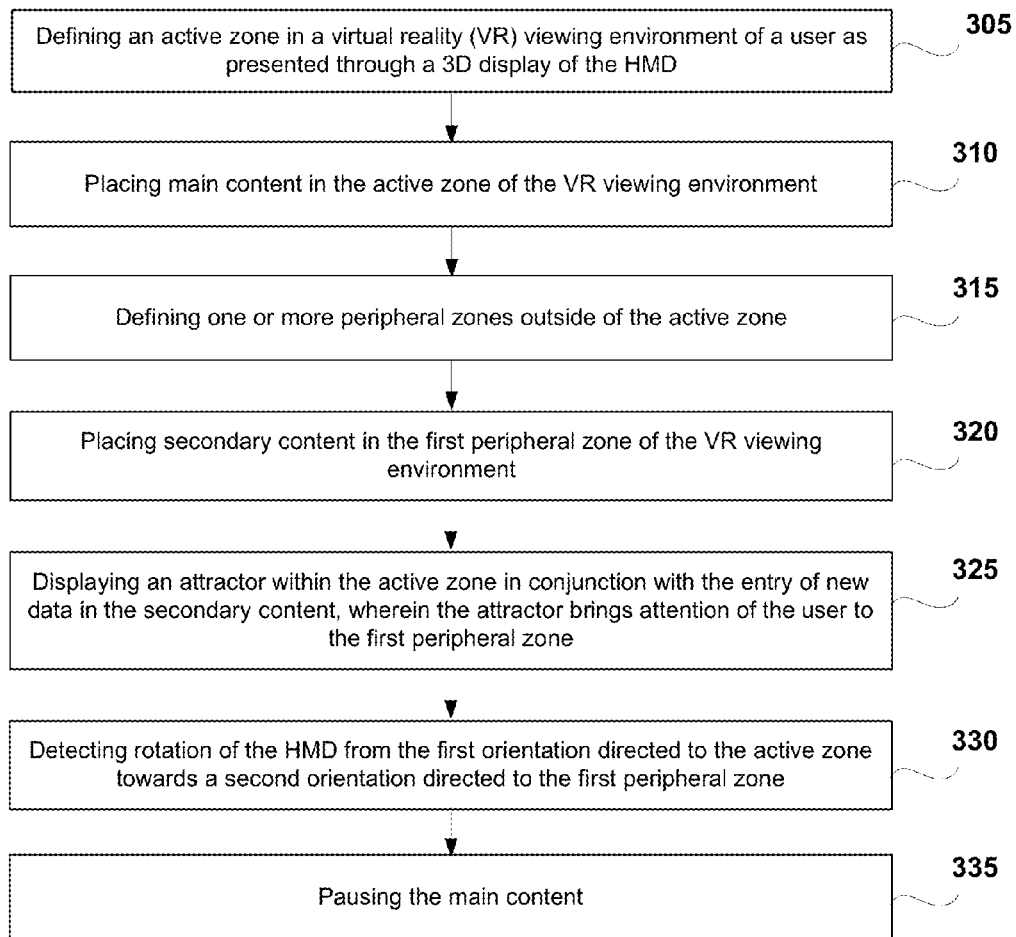 305
Defining an active zone in a virtual reality (VR) viewing environment of a user as
presented through a 3D display of the HMD
310
Placing main content in the active zone of the VR viewing environment
315
Defining one or more peripheral zones outside of the active zone
320
Placing secondary content in the first peripheral zone of the VR viewing
environment
325
Displaying an attractor within the active zone in conjunction with the entry of new
data in the secondary content, wherein the attractor brings attention of the user to
the first peripheral zone
330
Detecting rotation of the HMD from the first orientation directed to the active zone
towards a second orientation directed to the first peripheral zone
335
Pausing the main content